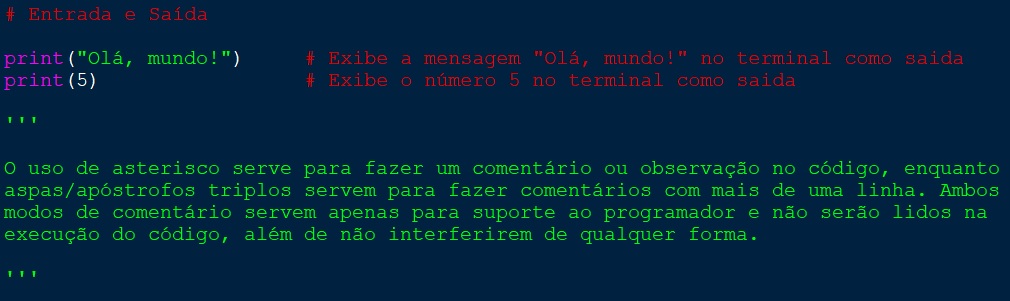 # Entrada e Saída
print("Olá, mundo!") # Exibe a mensagem "Olá, mundo!" no terminal como saida
print(5) # Exibe o número 5 no terminal como saida
'''
O uso de asterisco serve para fazer um comentário ou observação no código, enquanto
aspas/apóstrofos triplos servem para fazer comentários com mais de uma linha. Ambos
modos de comentário servem apenas para suporte ao programador e não serão lidos na
execução do código, além de não interferirem de qualquer forma.
'''